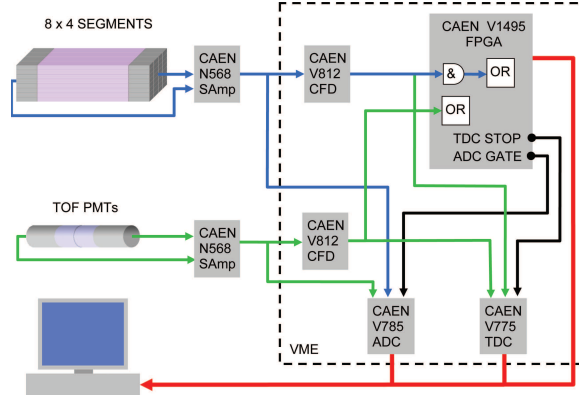 8 x 4 SEGMENTS
CAEN
N568
SAmp
CAEN
V812
CFD
CAEN V1495
FPGA
&
OR
OR
TDC STOP
ADC GATE
TOF PMTs
CAEN
N568
SAmp
CAEN
V812
CFD
CAEN
V785
ADC
CAEN
V775
TDC
VME